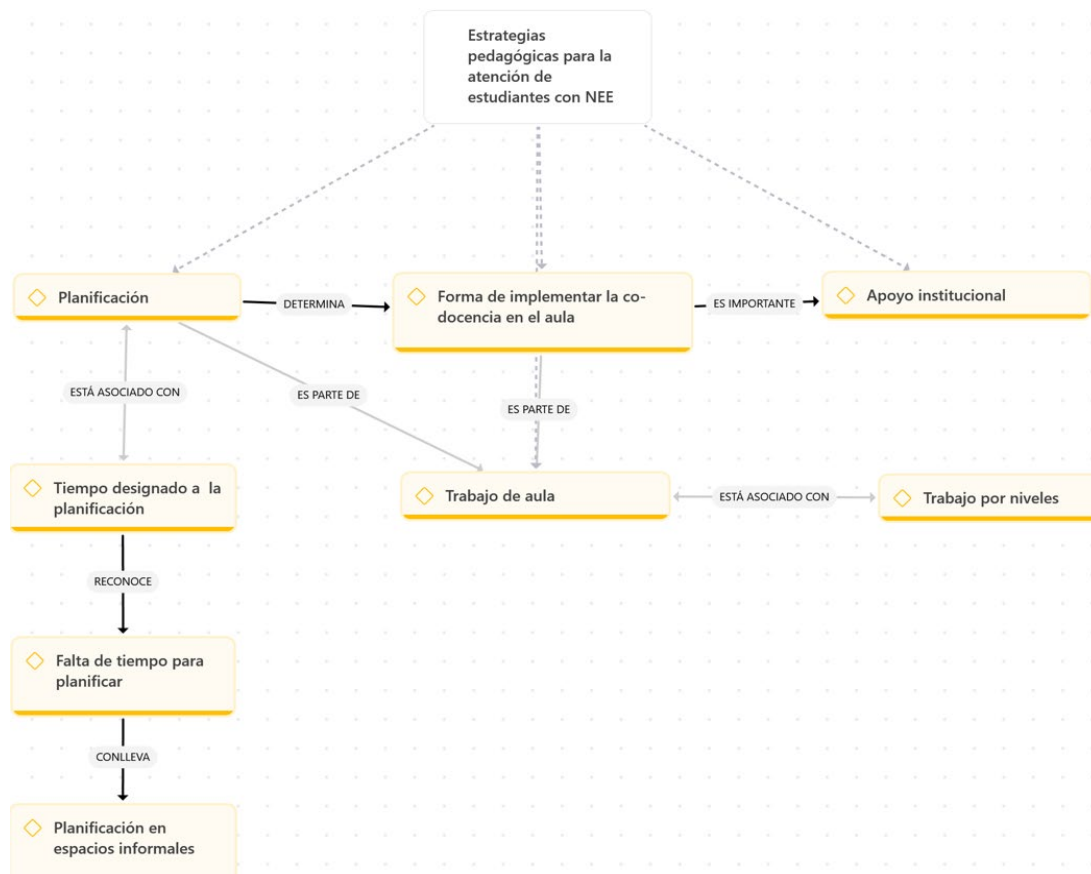 Estrategias
pedagógicas para la
atención de
estudiantes con NEE
Planificación
DETERMINA
Forma de implementar la co-
docencia en el aula
ES IMPORTANTE
Apoyo institucional
ESTÁ ASOCIADO CON
ES PARTE DE
ES PARTE DE
Tiempo designado a la
planificación
Trabajo de aula
ESTÁ ASOCIADO CON
Trabajo por niveles
RECONOCE
Falta de tiempo para
planificar
CONLLEVA
Planificación en
espacios informales